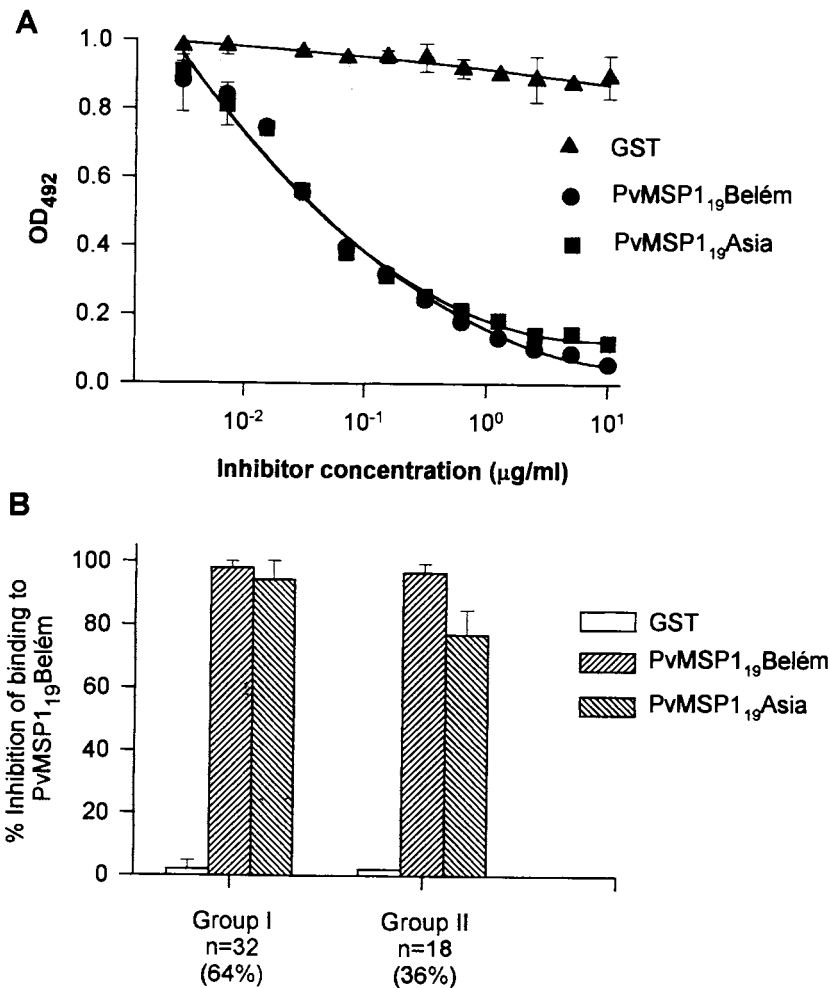 A
1.0
0.8
0.6
0.4
0.2
0.0
OD492
GST
PvMSP119Belém
PvMSP119Asia
10-2
10-1
100
101
Inhibitor concentration (µg/ml)
B
100
80
60
40
20
0
% Inhibition of binding to
PvMSP119Belém
GST
PvMSP119Belém
PvMSP119Asia
Group I
n=32
(64%)
Group II
n=18
(36%)